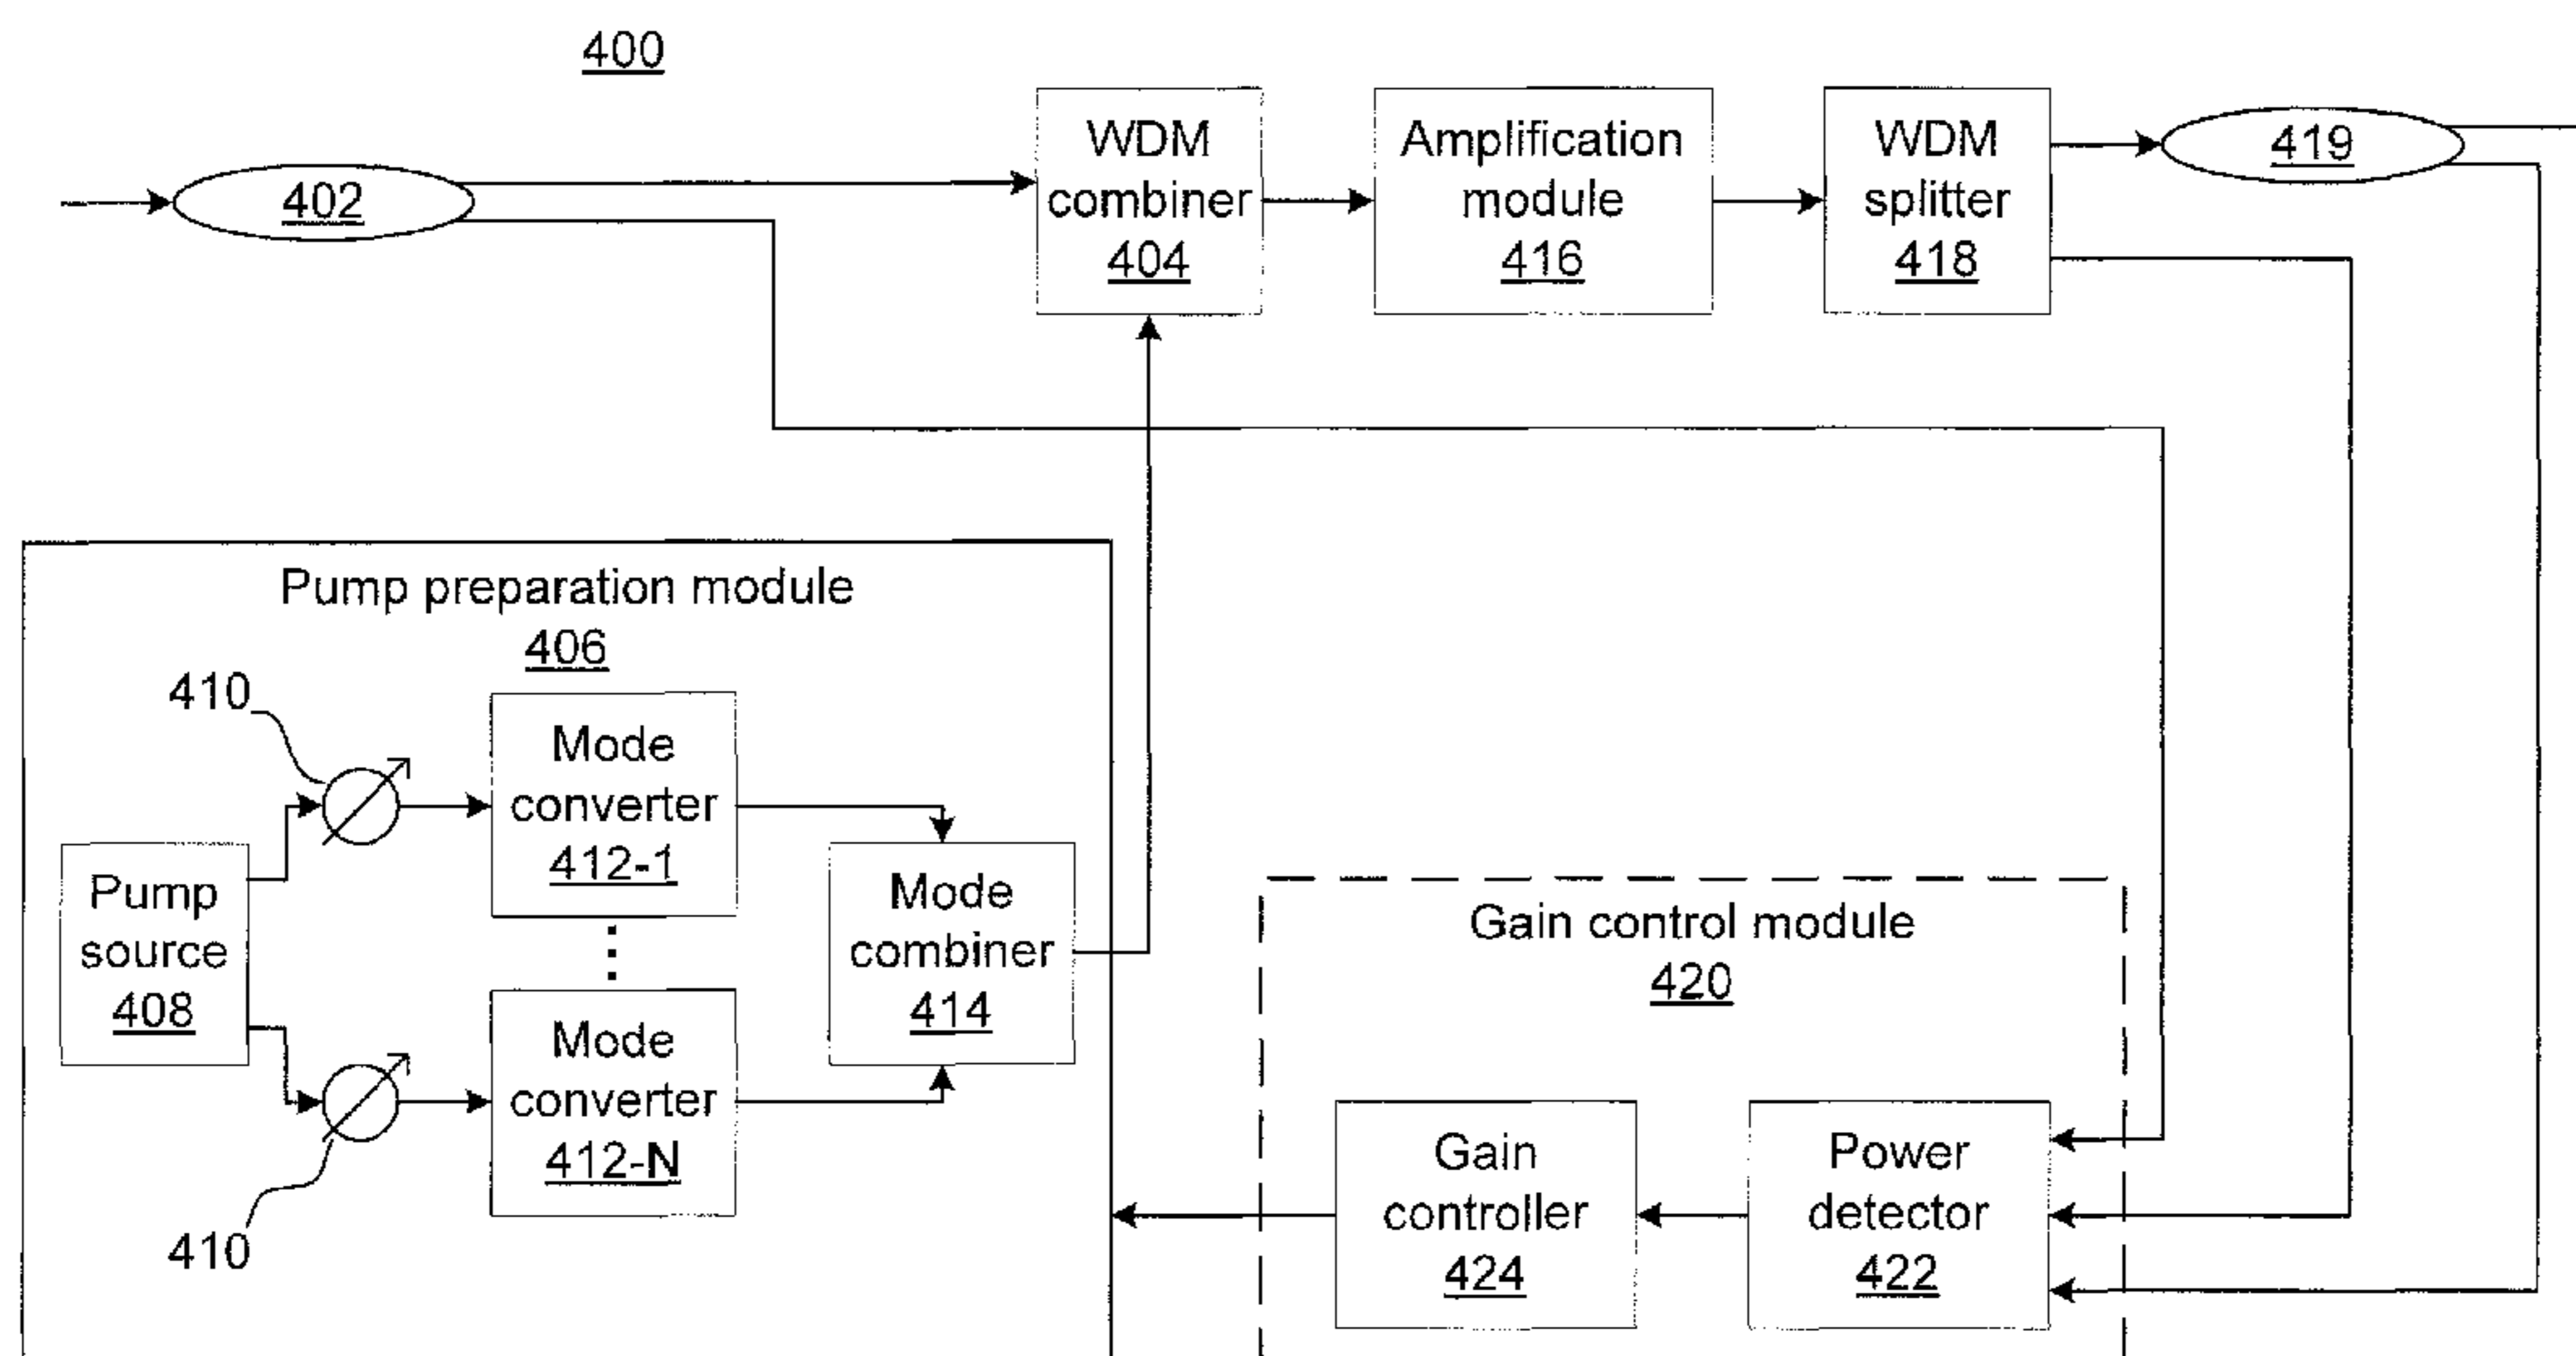 400
402
WDM
combiner
404
Amplification
module
416
WDM
splitter
418
419
Pump preparation module
406
410
Mode
converter
412-1
Pump
source
408
Mode
combiner
414
Mode
converter
412-N
410
Gain control module
420
Gain
controller
424
Power
detector
422